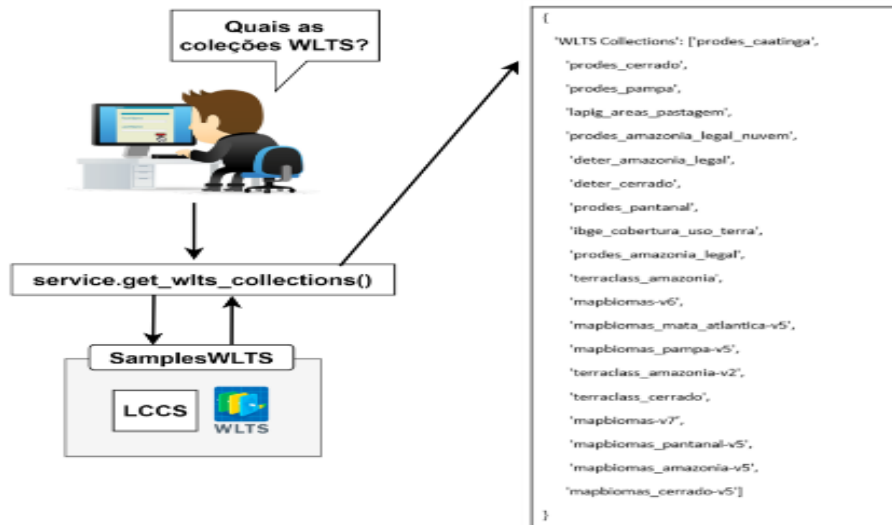 Quais as
coleções WLTS?
service.get_wlts_collections()
SamplesWLTS
LCCS
WLTS
{
'WLTS Collections': ['prodes_caatinga',
'prodes_cerrado',
'prodes_pampa',
'lapig_areas_pastagem',
'prodes_amazonia_legal_nuvem',
'deter_amazonia_legal',
'deter_cerrado',
'prodes_pantanal',
'ibge_cobertura_uso_terra',
'prodes_amazonia_legal',
'terraclass_amazonia',
'mapbiomas-v6',
'mapbiomas_mata_atlantica-v5',
'mapbiomas_pampa-v5',
'terraclass_amazonia-v2',
'terraclass_cerrado',
'mapbiomas-v7',
'mapbiomas_pantanal-v5',
'mapbiomas_amazonia-v5',
'mapbiomas_cerrado-v5']
}